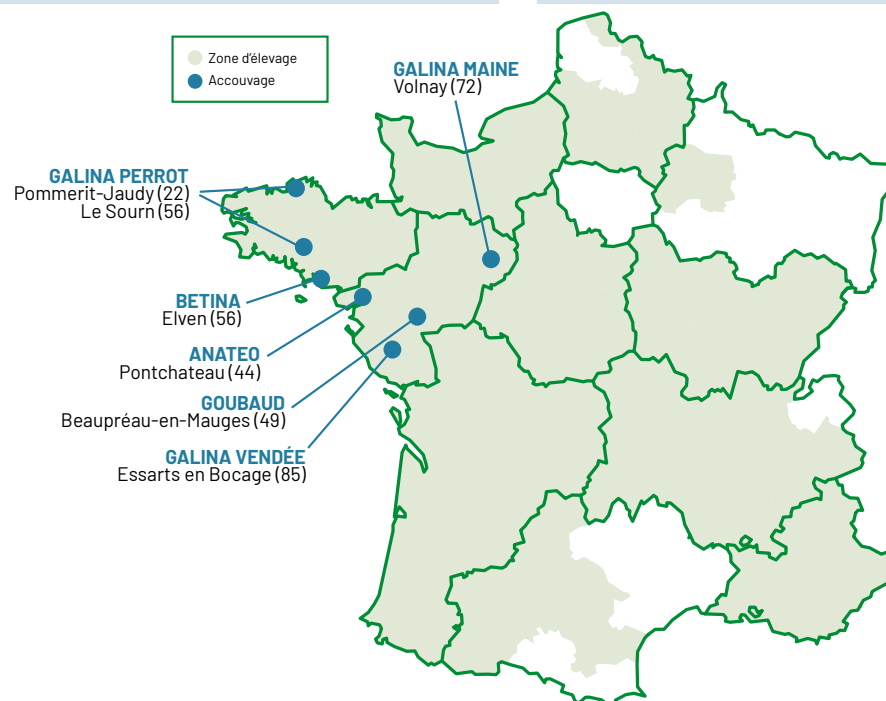 Zone d'élevage
Accouvage
GALINA MAINE
Volnay (72)
GALINA PERROT
Pommerit-Jaudy (22)
Le Sourn (56)
BETINA
Elven (56)
ANATEO
Pontchateau (44)
GOUBAUD
Beaupréau-en-Mauges (49)
GALINA VENDÉE
Essarts en Bocage (85)